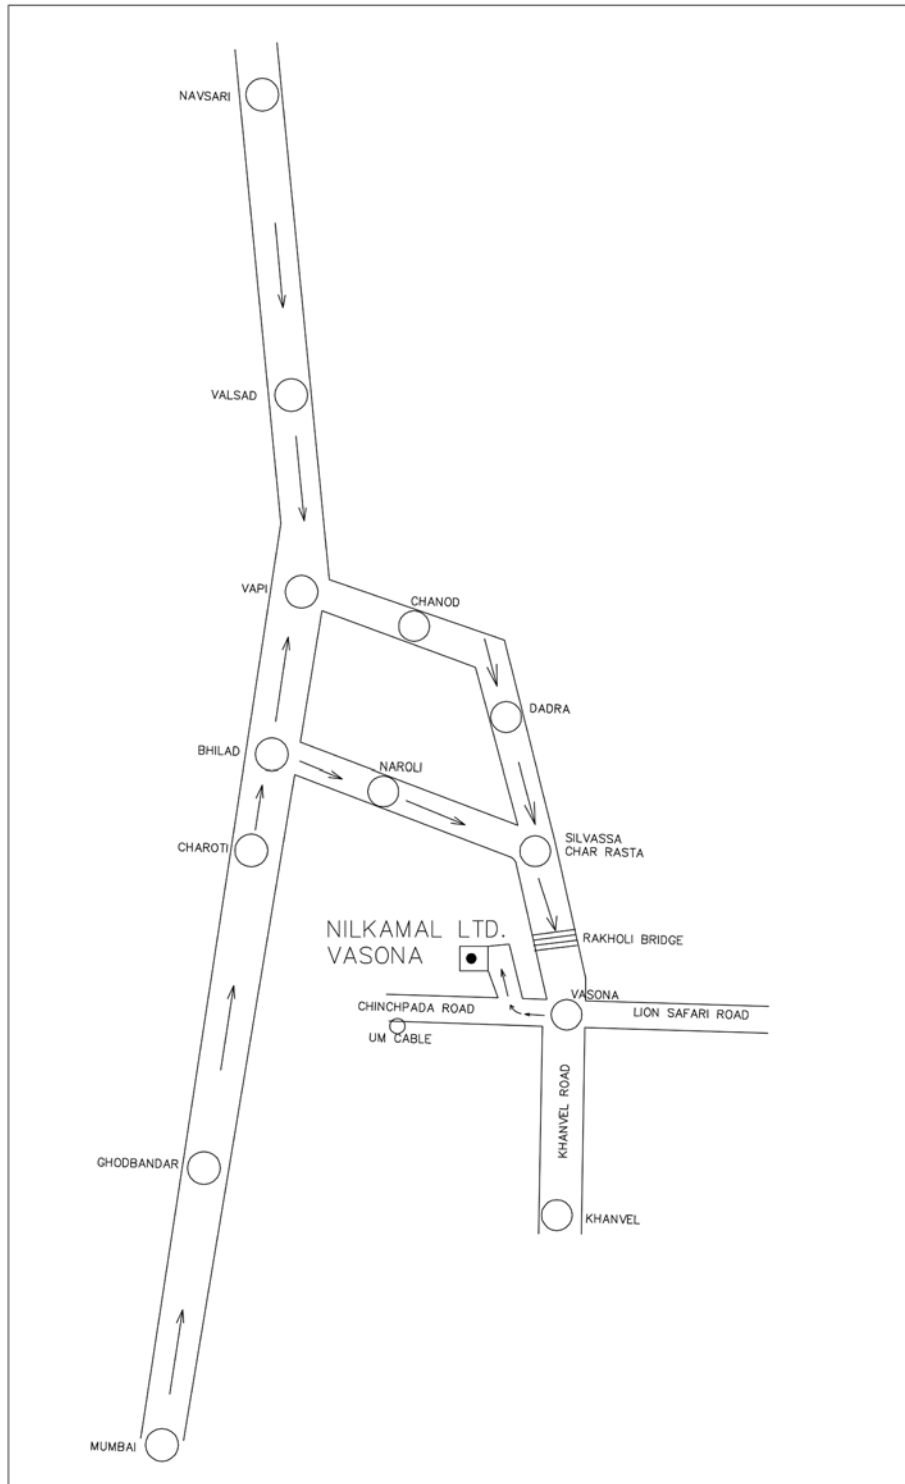 NAVSARI
VALSAD
VAPI
CHANOD
DADRA
BHILAD
NAROLI
CHAROTI
SILVASSA
CHAR RASTA
NILKAMAL LTD.
VASONA
RAKHOLI BRIDGE
VASONA
CHINCHPADA ROAD
LION SAFARI ROAD
UM CABLE
KHANVEL ROAD
GHODBANDAR
KHANVEL
MUMBAI